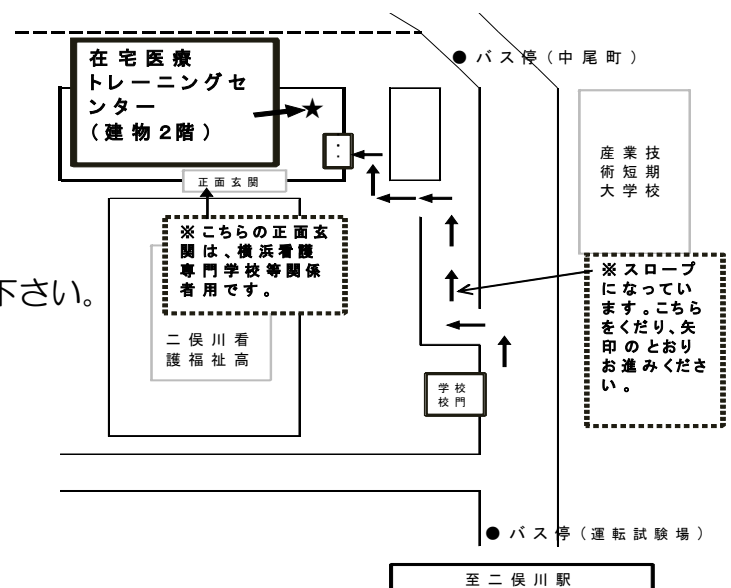 在宅医療
トレーニングセ
ンター
（建物2階）
★
● バス停（中尾町）
産業技
術短期
大学校
正面玄関
※こちらの正面玄
関は、横浜看護
専門学校等関係
者用です。
下さい。
※スロープ
になってい
ます。こちら
をくだり、矢
印のとおり
お進みくださ
い。
二俣川看
護福祉高
学校
校門
● バス停（運転試験場）
至二俣川駅